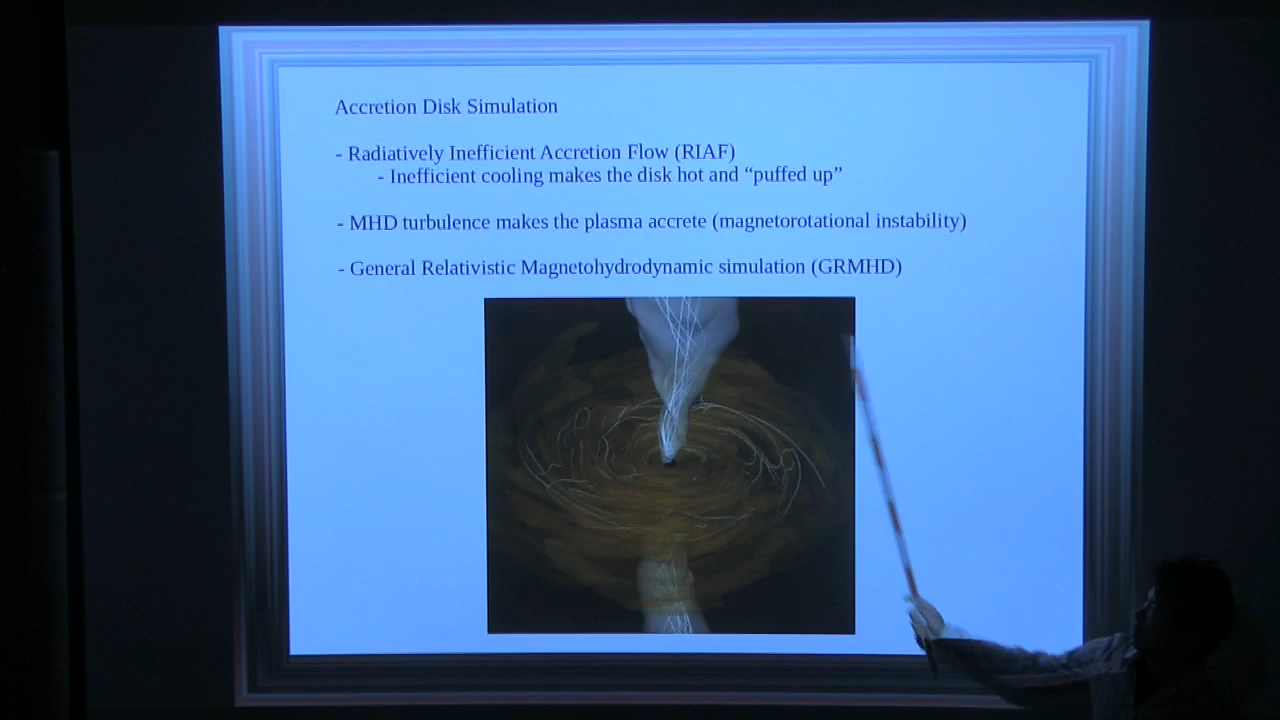 Accretion Disk Simulation
- Radiatively Inefficient Accretion Flow (RIAF)
- Inefficient cooling makes the disk hot and “puffed up”
- MHD turbulence makes the plasma accrete (magnetorotational instability)
- General Relativistic Magnetohydrodynamic simulation (GRMHD)